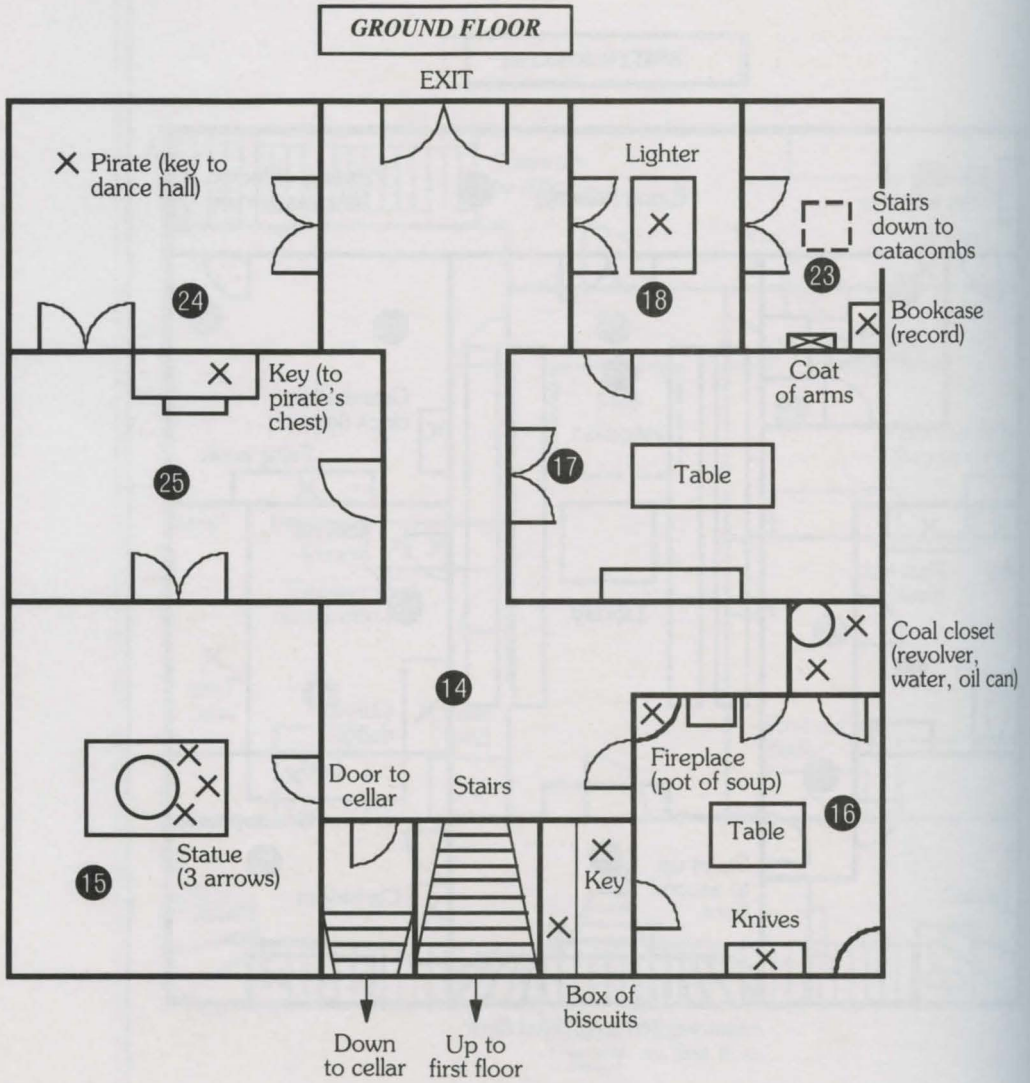 GROUND FLOOR
EXIT
Pirate (key to
dance hall)
24
Lighter
18
Stairs
down to
catacombs
23
Bookcase
(record)
Key (to
pirate's
chest)
Coat
of arms
25
17
Table
14
Coal closet
(revolver,
water, oil can)
Door to
cellar
Stairs
Fireplace
(pot of soup)
Table
16
Statue
(3 arrows)
15
Key
Knives
Box of
biscuits
Down
to cellar
Up to
first floor